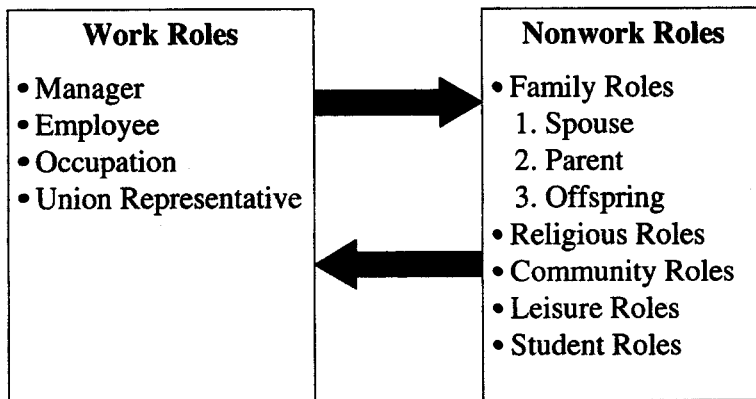 Work Roles
• Manager
• Employee
• Occupation
• Union Representative
Nonwork Roles
• Family Roles
1. Spouse
2. Parent
3. Offspring
• Religious Roles
• Community Roles
• Leisure Roles
• Student Roles